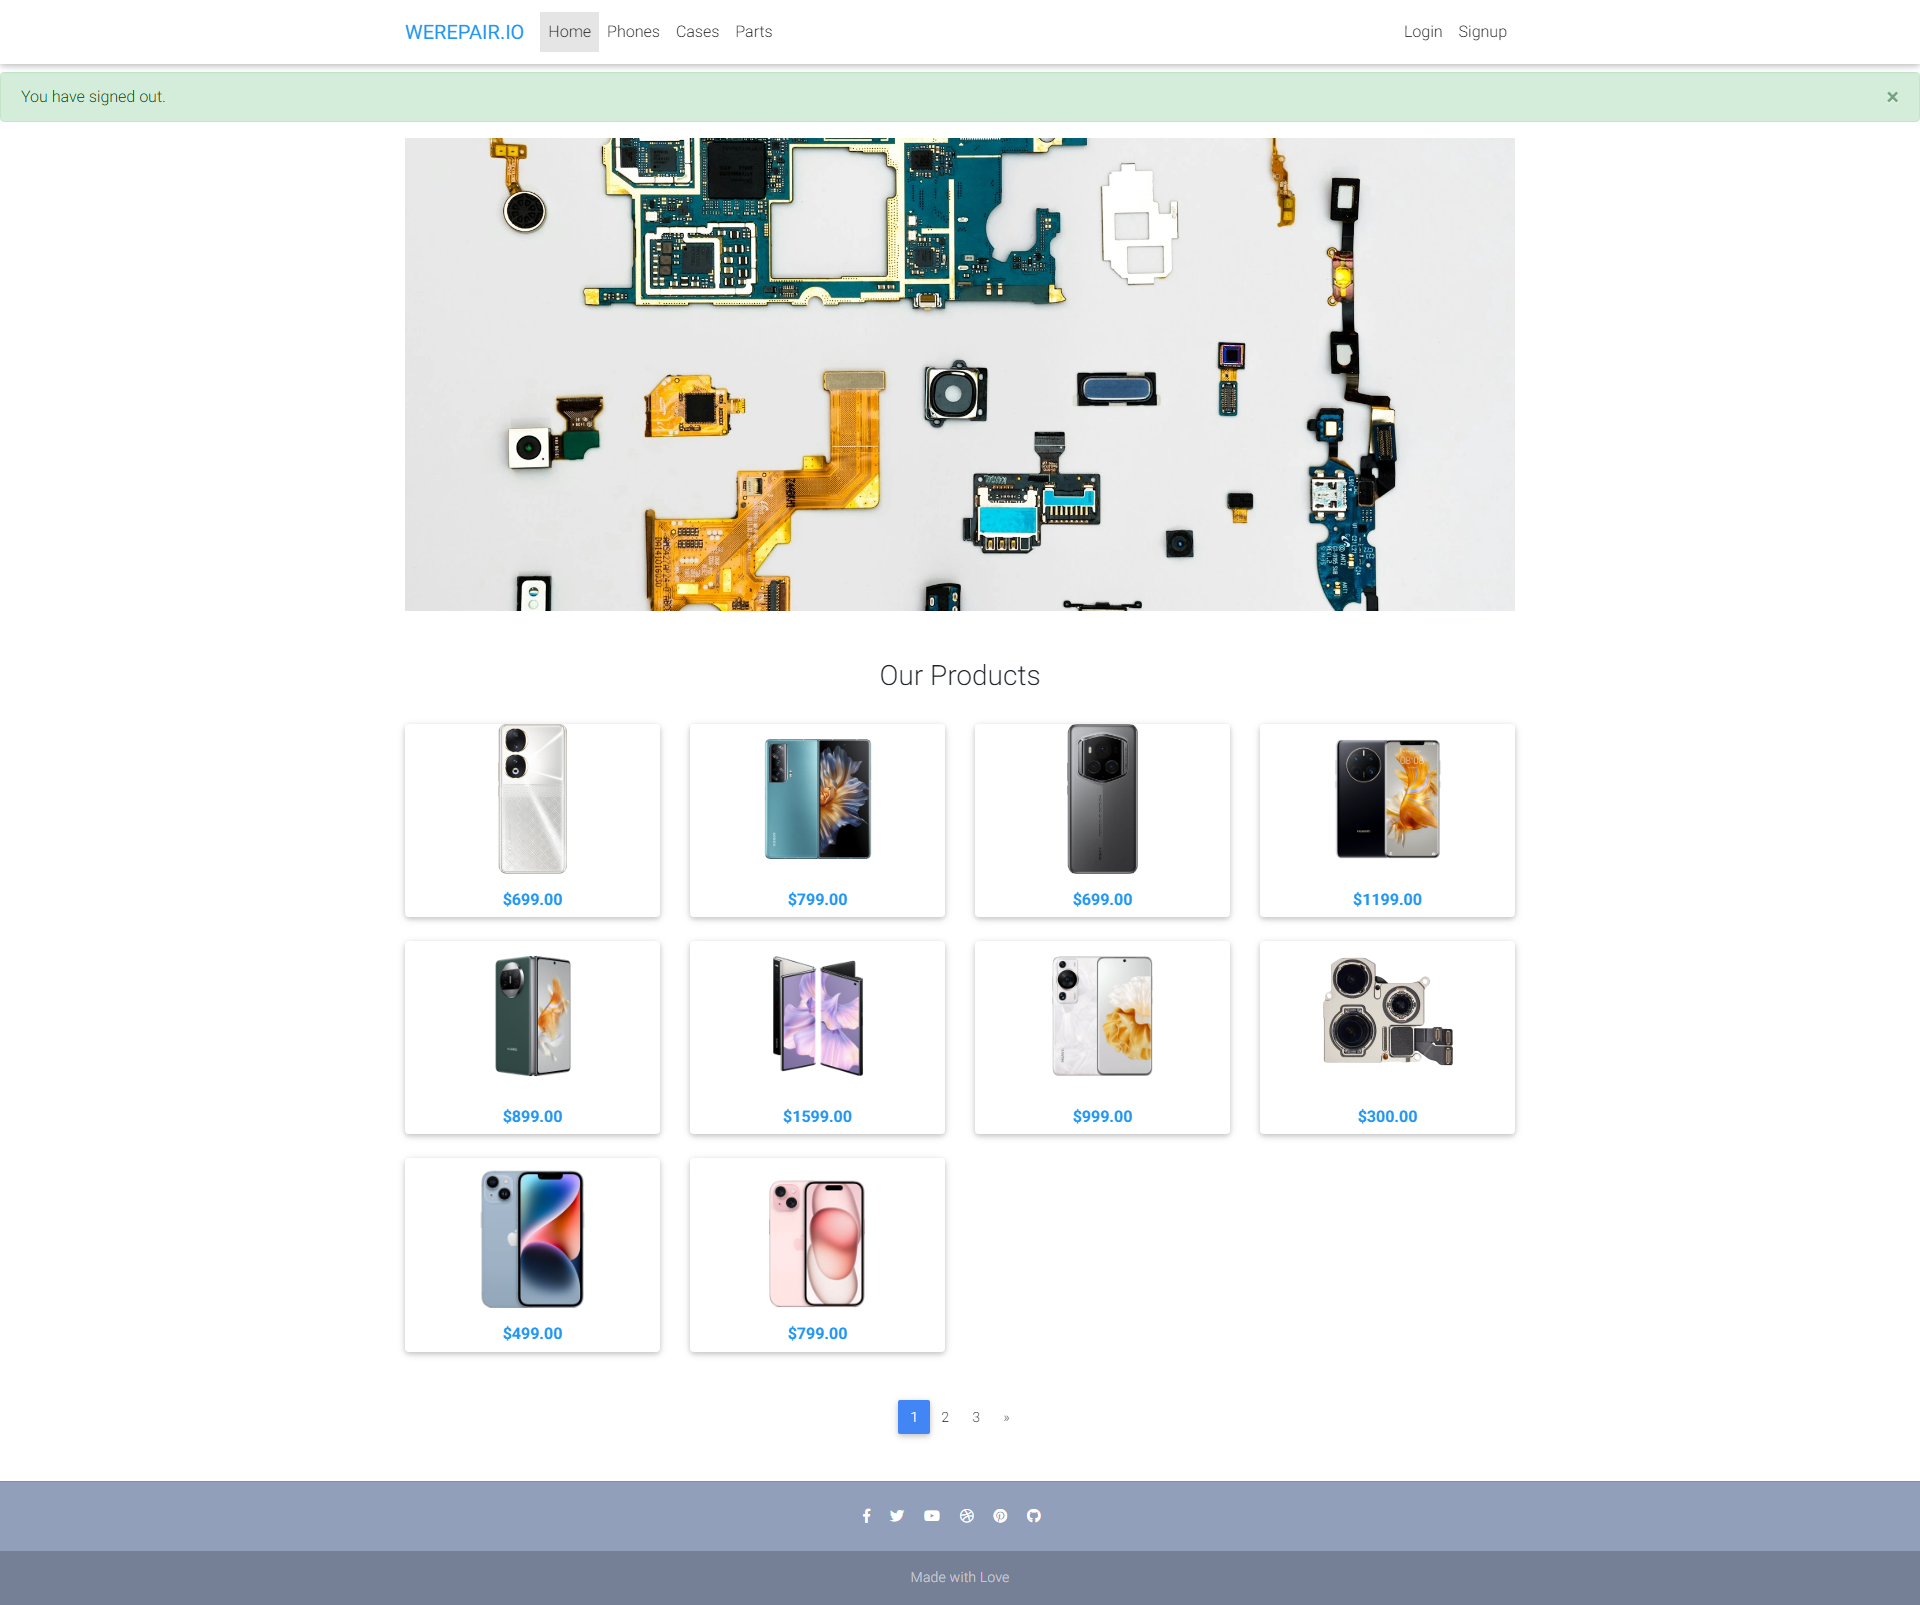 WEREPAIR.IO Home Phones Cases Parts Login Signup
You have signed out. ×
Our Products
$699.00 $799.00 $699.00 $1199.00
$899.00 $1599.00 $999.00 $300.00
$499.00 $799.00
1 2 3 »
Made with Love